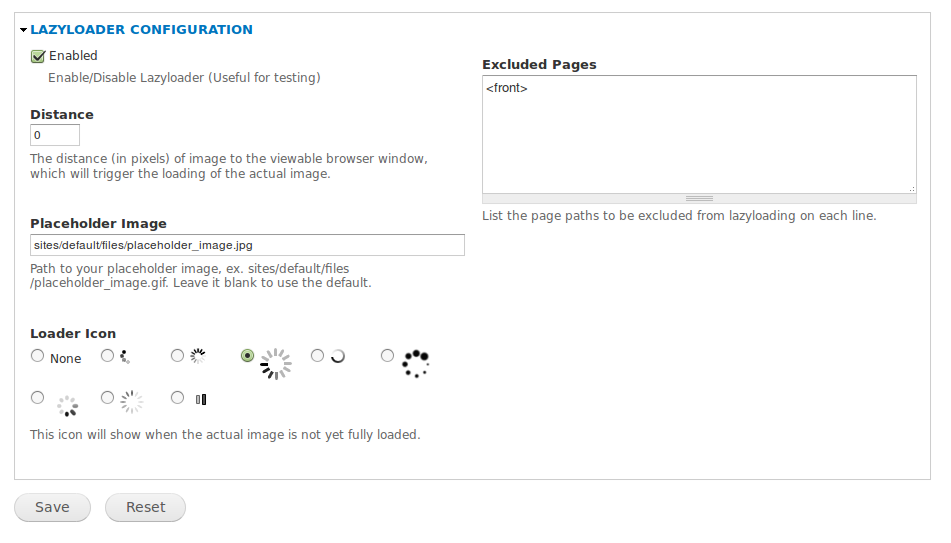 LAZYLOADER CONFIGURATION
Enabled
Enable/Disable Lazyloader (Useful for testing)
Distance
0
The distance (in pixels) of image to the viewable browser window,
which will trigger the loading of the actual image.
Placeholder Image
sites/default/files/placeholder_image.jpg
Path to your placeholder image, ex. sites/default/files
/placeholder_image.gif. Leave it blank to use the default.
Excluded Pages
<front>
List the page paths to be excluded from lazyloading on each line.
Loader Icon
None
This icon will show when the actual image is not yet fully loaded.
Save
Reset